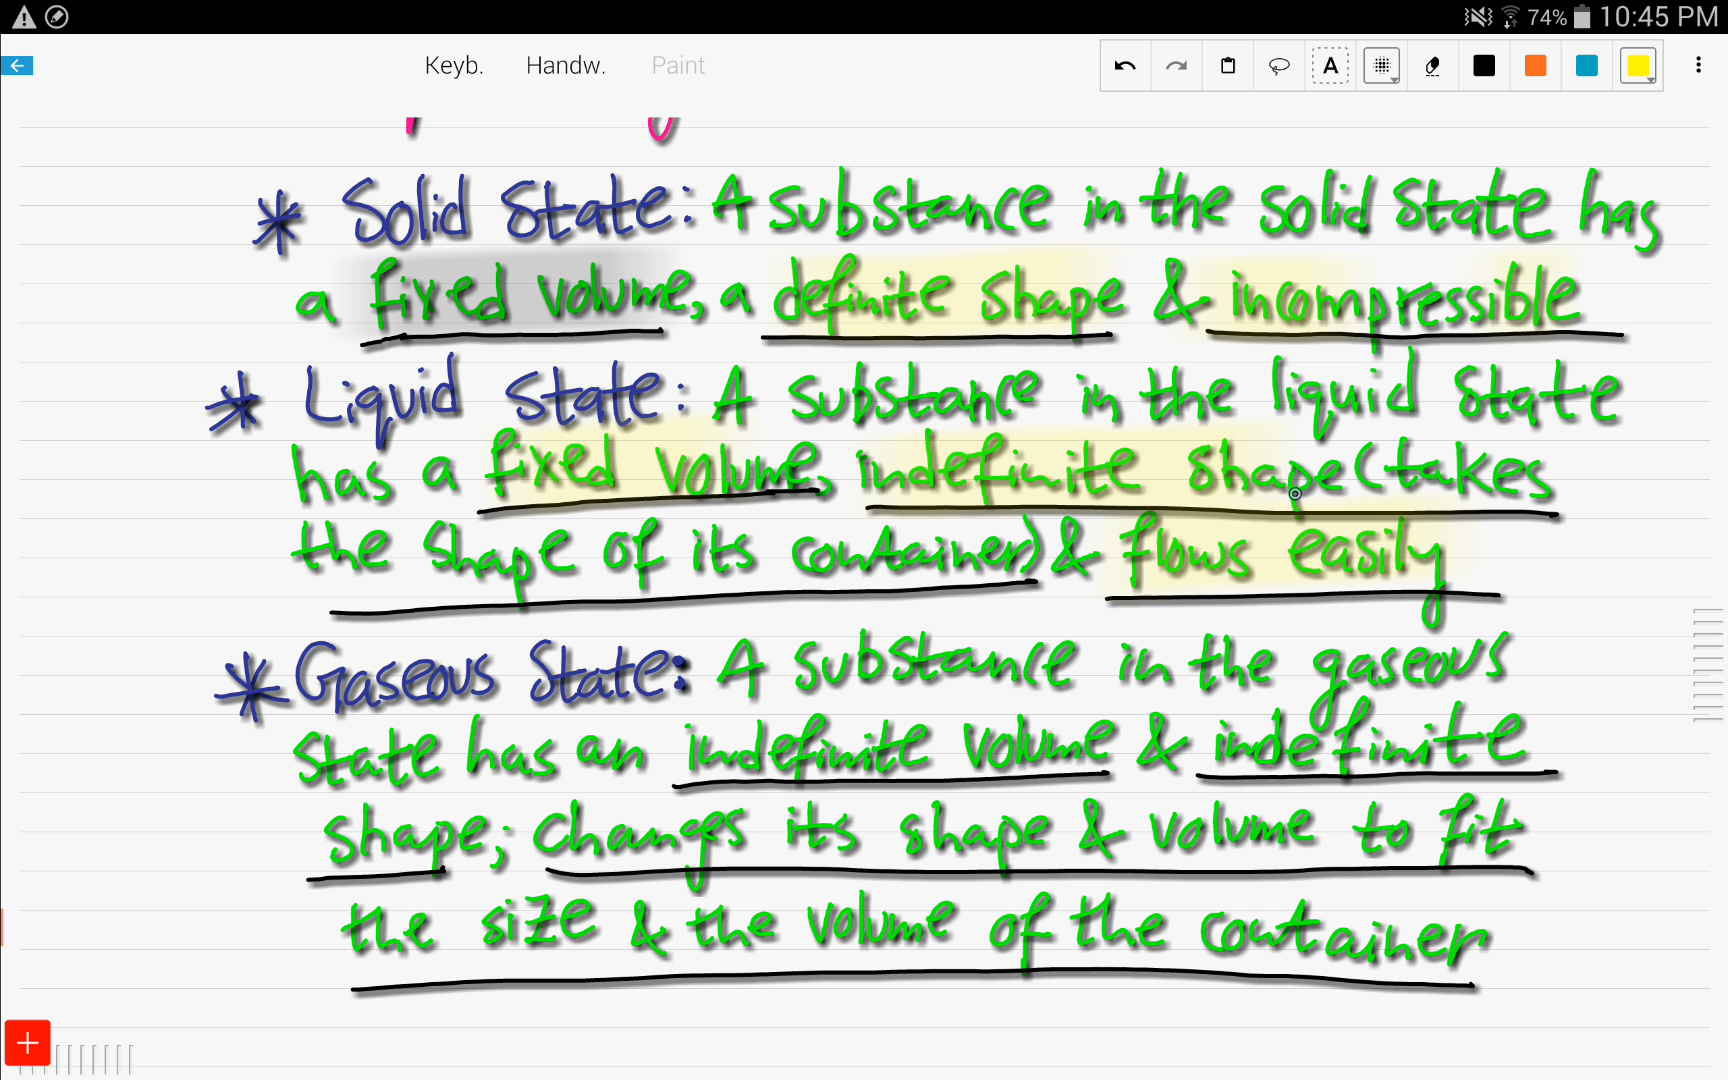 74% 10:45 PM
Keyb. Handw. Paint A
* Solid State: A substance in the solid state has
a fixed volume, a definite shape & incompressible
* Liquid State: A substance in the liquid state
has a fixed volume, indefinite shape (takes
the shape of its container) & flows easily
* Gaseous State: A substance in the gaseous
state has an indefinite volume & indefinite
shape; changes its shape & volume to fit
the size & the volume of the container